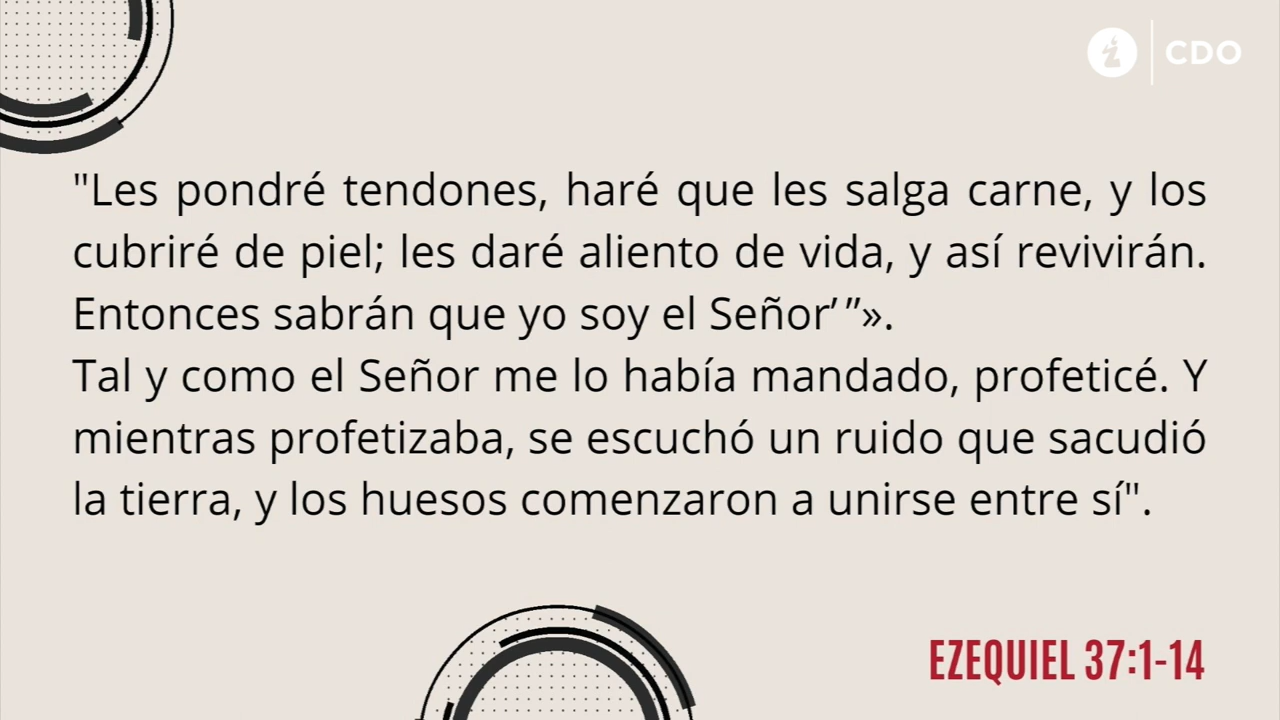 CDO
"Les pondré tendones, haré que les salga carne, y los
cubriré de piel; les daré aliento de vida, y así revivirán.
Entonces sabrán que yo soy el Señor’ ”».
Tal y como el Señor me lo había mandado, profeticé. Y
mientras profetizaba, se escuchó un ruido que sacudió
la tierra, y los huesos comenzaron a unirse entre sí".
EZEQUIEL 37:1-14